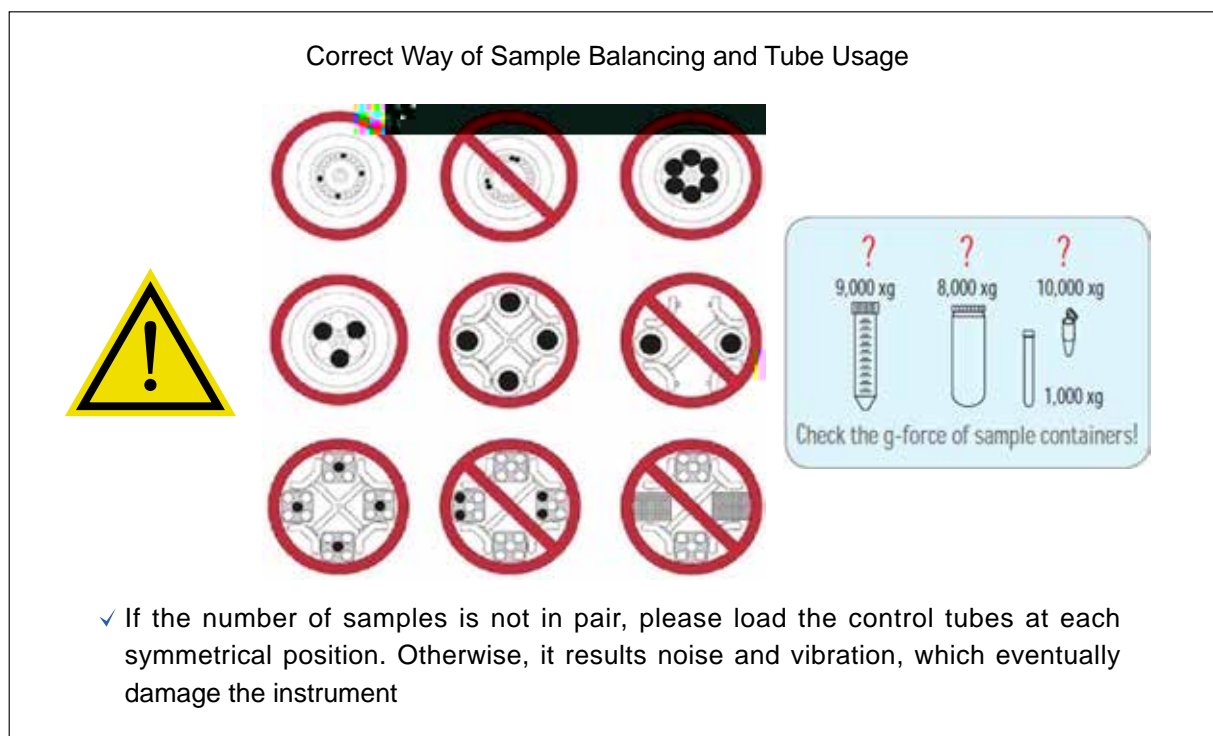 Correct Way of Sample Balancing and Tube Usage
? ? ?
9,000 xg 8,000 xg 10,000 xg
1,000 xg
Check the g-force of sample containers!
✓ If the number of samples is not in pair, please load the control tubes at each
symmetrical position. Otherwise, it results noise and vibration, which eventually
damage the instrument